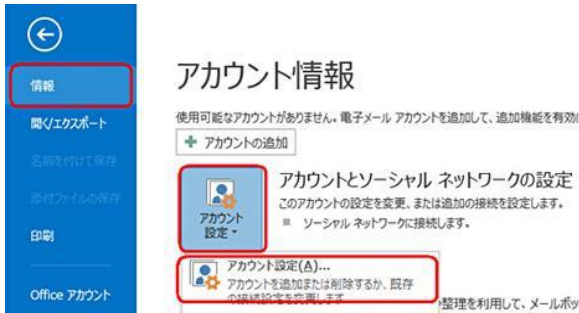 情報
開く/エクスポート
名前を付けて保存
添付ファイルの保存
印刷
Office アカウント
アカウント情報
使用可能なアカウントがありません。電子メール アカウントを追加して、追加機能を有効に
アカウントの追加
アカウント
設定
アカウントとソーシャル ネットワークの設定
このアカウントの設定を変更、または追加の接続を設定します。
ソーシャル ネットワークに接続します。
アカウント設定(A)...
アカウントを追加または削除するか、既存
の接続設定を変更します
整理を利用して、メールボッ